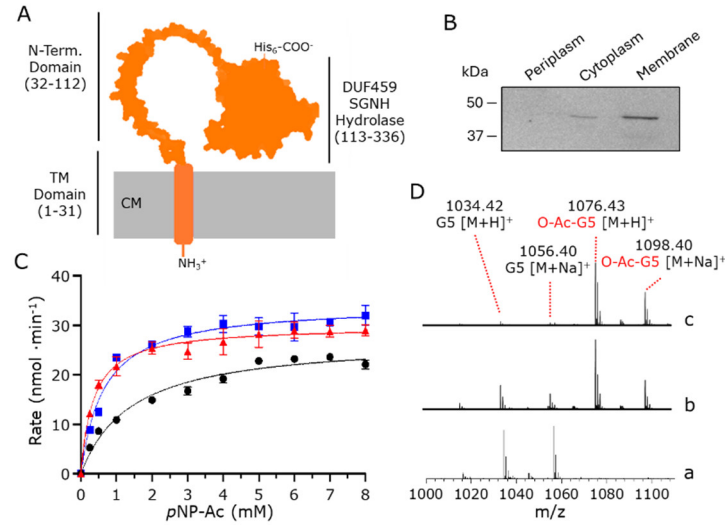 A
N-Term.
Domain
(32-112)
His₆-COO⁻
DUF459
SGNH
Hydrolase
(113-336)
TM
Domain
(1-31)
CM
NH₃⁺
B
Periplasm
Cytoplasm
Membrane
kDa
50
37
C
Rate (nmol ·min⁻¹)
40
30
20
10
0
0 1 2 3 4 5 6 7 8
pNP-Ac (mM)
D
1034.42
G5 [M+H]⁺
1076.43
O-Ac-G5 [M+H]⁺
1056.40
G5 [M+Na]⁺
1098.40
O-Ac-G5 [M+Na]⁺
c
b
a
1000 1020 1040 1060 1080 1100
m/z